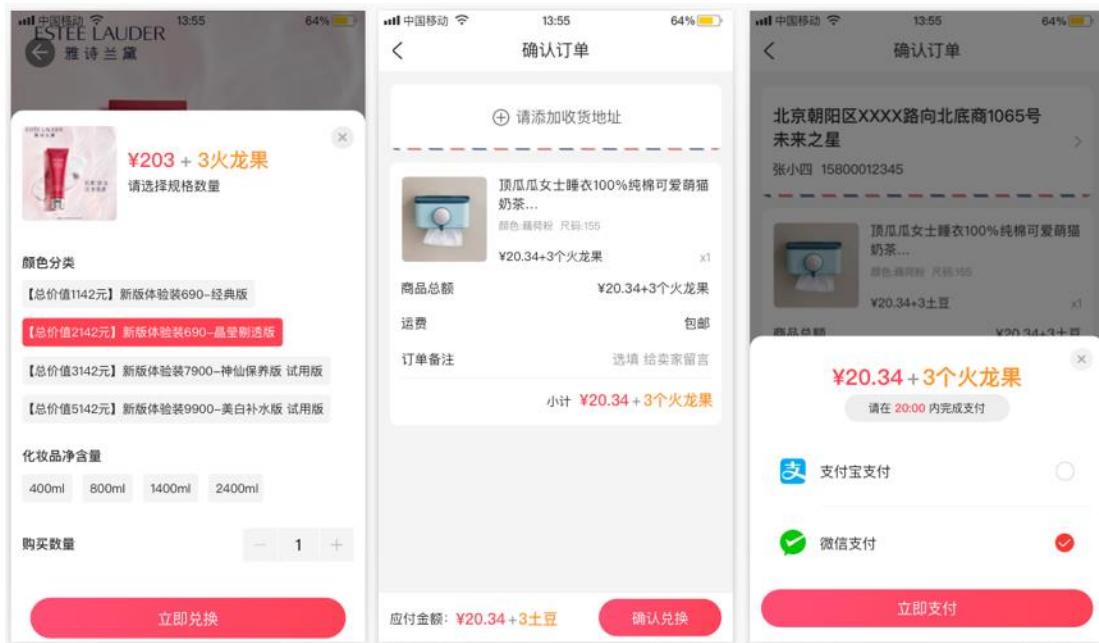 中国移动
13:55
64%
ESTEE LAUDER
雅诗兰黛
¥203 + 3火龙果
请选择规格数量
颜色分类
【总价值1142元】新版体验装690-经典版
【总价值2142元】新版体验装690-晶莹剔透版
【总价值3142元】新版体验装7900-神仙保养版 试用版
【总价值5142元】新版体验装9900-美白补水版 试用版
化妆品净含量
400ml 800ml 1400ml 2400ml
购买数量
1
立即兑换
中国移动
13:55
64%
确认订单
请添加收货地址
顶瓜瓜女士睡衣100%纯棉可爱萌猫
奶茶...
颜色:藕荷粉 尺码:155
¥20.34+3个火龙果 x1
商品总额 ¥20.34+3个火龙果
运费 包邮
订单备注 选填 给卖家留言
小计 ¥20.34 + 3个火龙果
应付金额: ¥20.34 + 3土豆
确认兑换
中国移动
13:55
64%
确认订单
北京朝阳区XXXX路向北底商1065号
未来之星
张小四 15800012345
顶瓜瓜女士睡衣100%纯棉可爱萌猫
奶茶...
颜色:藕荷粉 尺码:155
¥20.34+3土豆 x1
商品总额 ¥20.34+3土豆
¥20.34 + 3个火龙果
请在 20:00 内完成支付
支付宝支付
微信支付
立即支付